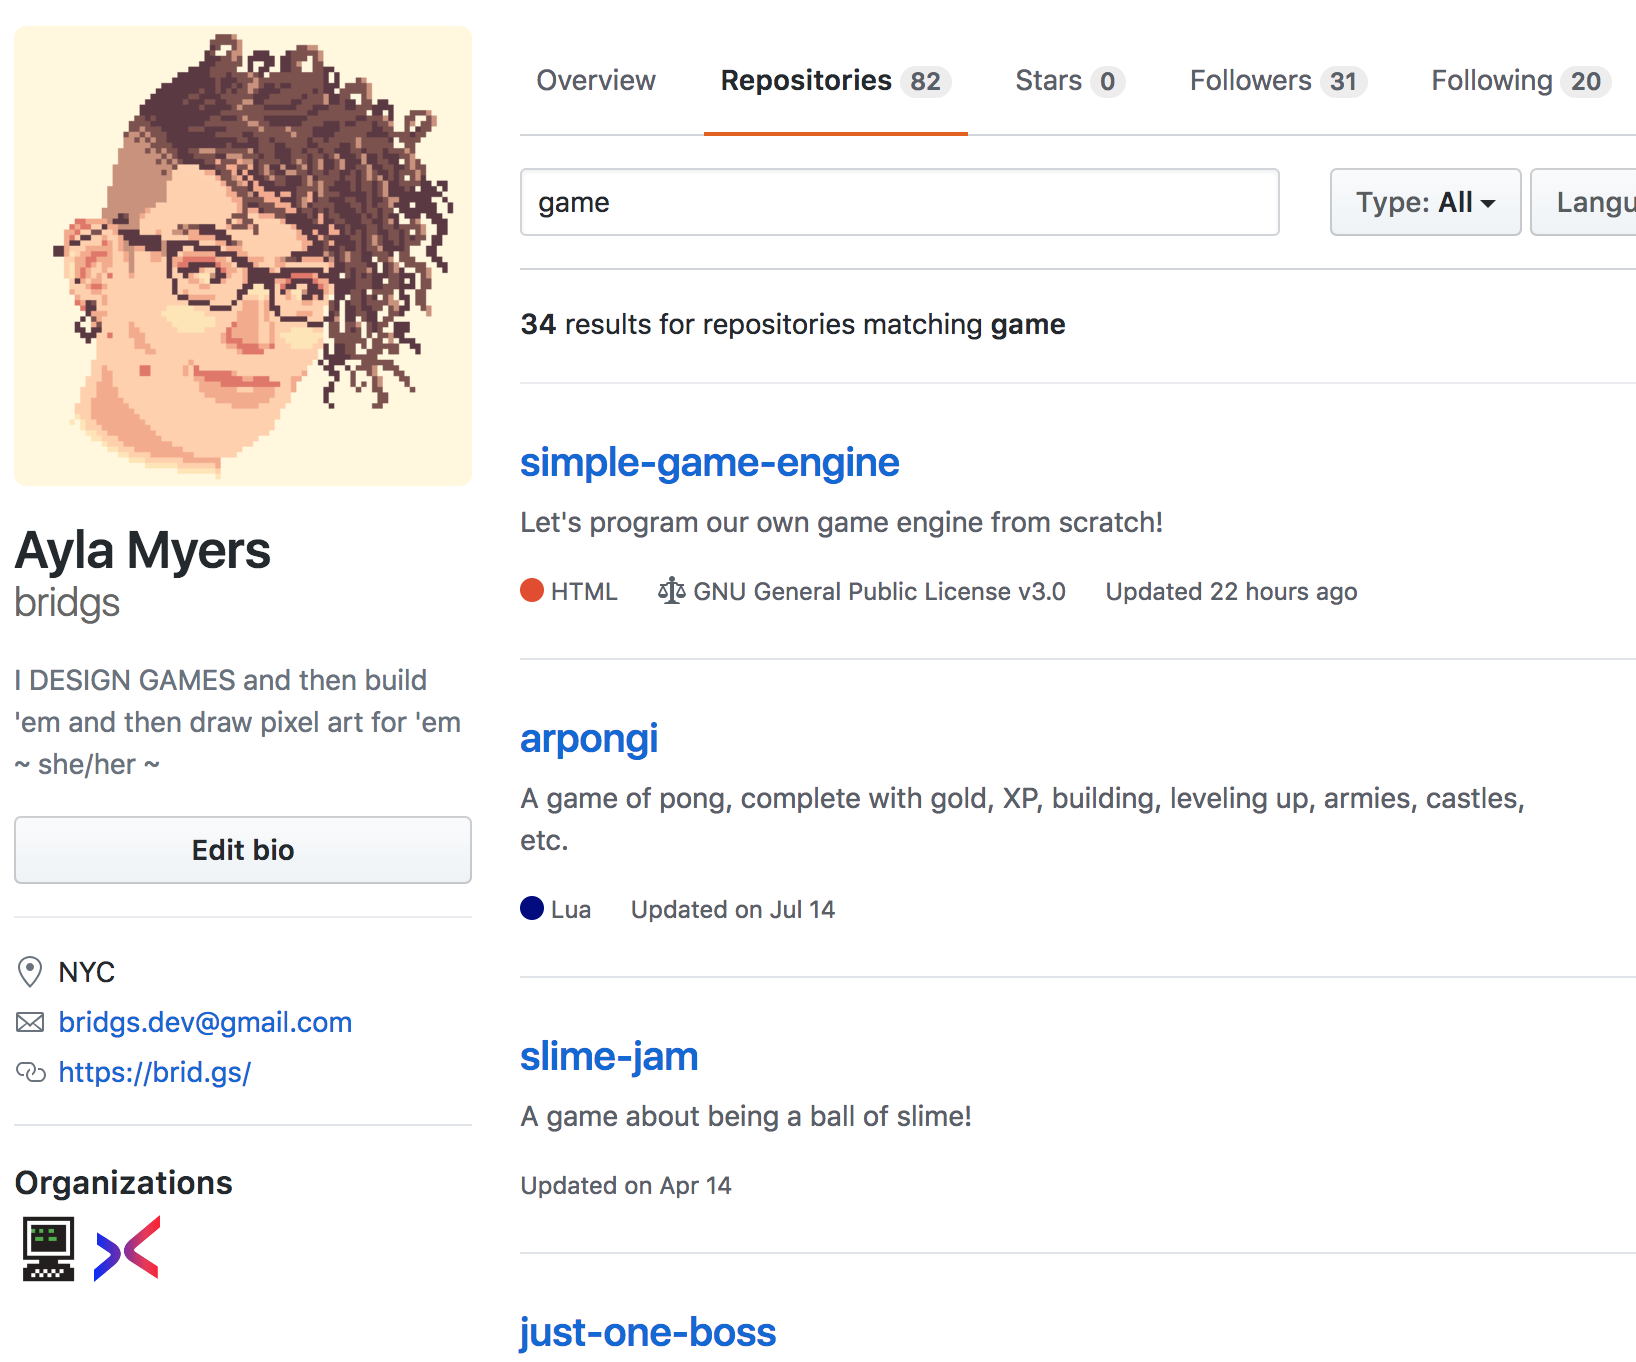 Overview Repositories 82 Stars 0 Followers 31 Following 20
game
Type: All
Langu
34 results for repositories matching game
simple-game-engine
Let's program our own game engine from scratch!
HTML GNU General Public License v3.0 Updated 22 hours ago
arpongi
A game of pong, complete with gold, XP, building, leveling up, armies, castles,
etc.
Lua Updated on Jul 14
slime-jam
A game about being a ball of slime!
Updated on Apr 14
just-one-boss
Ayla Myers
bridgs
I DESIGN GAMES and then build
'em and then draw pixel art for 'em
~ she/her ~
Edit bio
NYC
bridgs.dev@gmail.com
https://brid.gs/
Organizations